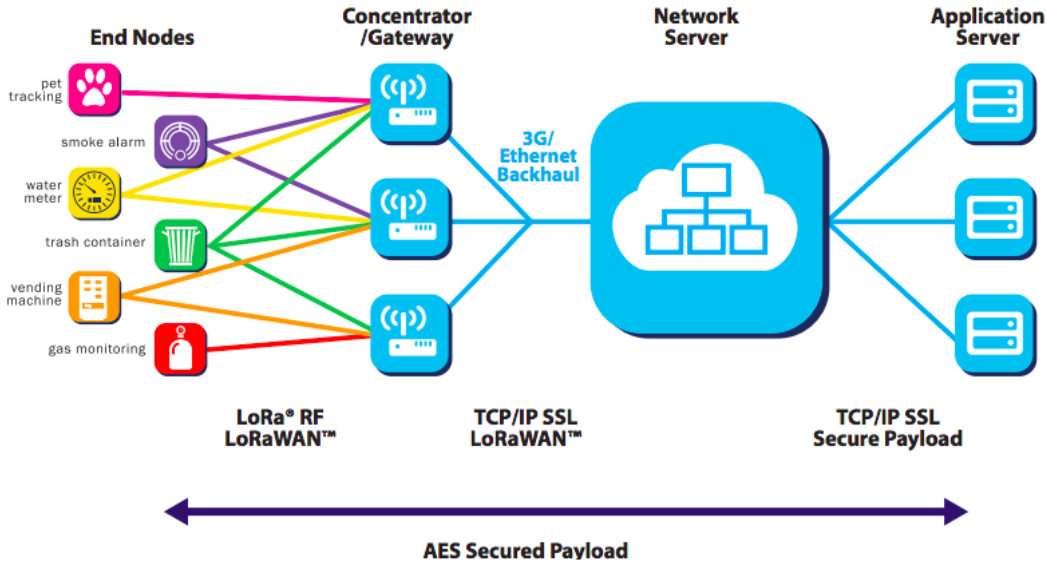 End Nodes
Concentrator
/Gateway
Network
Server
Application
Server
pet
tracking
smoke alarm
water
meter
trash container
vending
machine
gas monitoring
3G/
Ethernet
Backhaul
LoRa® RF
LoRaWAN™
TCP/IP SSL
LoRaWAN™
TCP/IP SSL
Secure Payload
AES Secured Payload